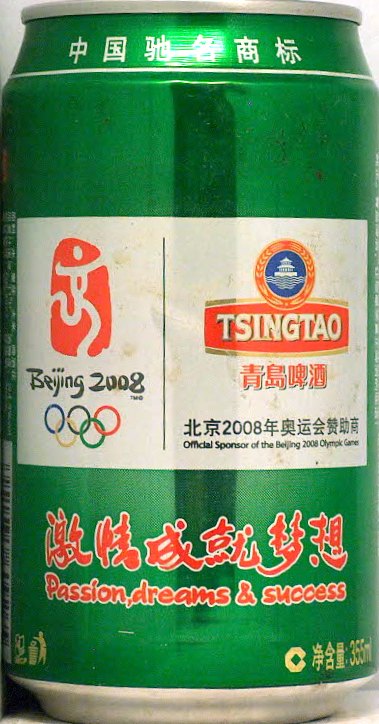 中国驰名商标
Beijing 2008
TM©
TSINGTAO
青島啤酒
北京2008年奥运会赞助商
Official Sponsor of the Beijing 2008 Olympic Games
激情成就梦想
Passion,dreams & success
净含量:355ml